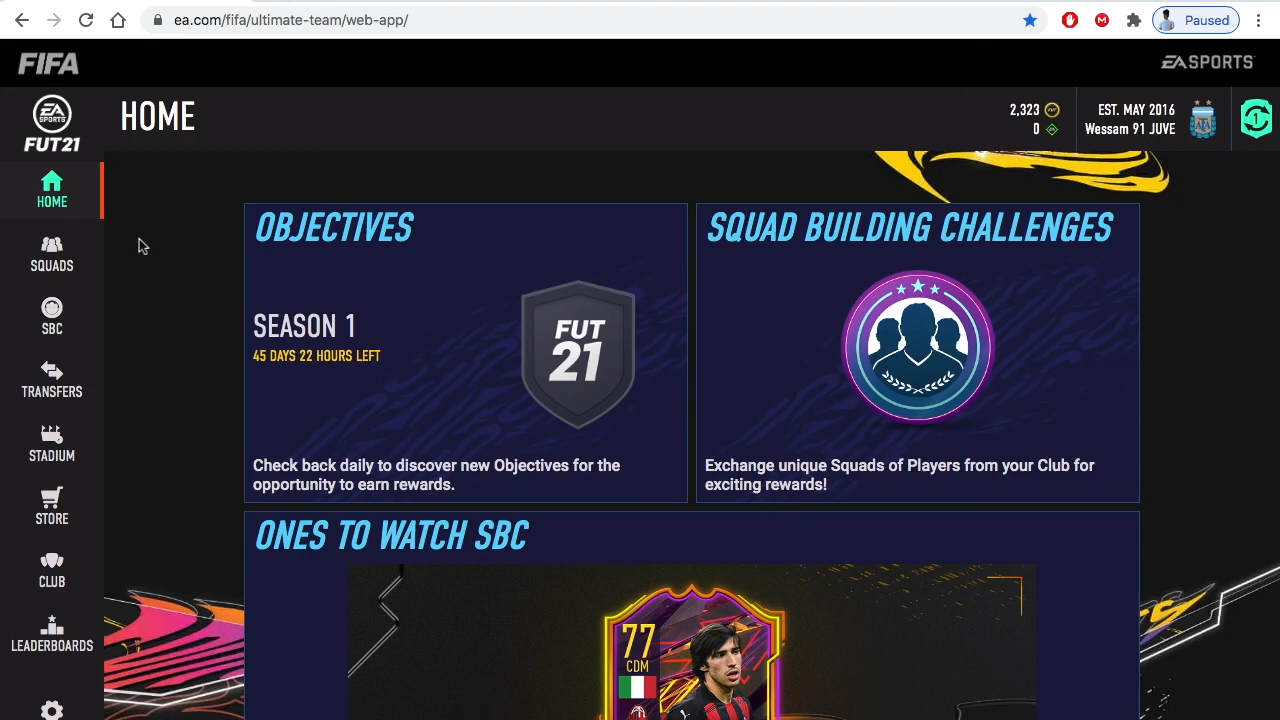 ea.com/fifa/ultimate-team/web-app/
Paused
FIFA
EA SPORTS
EA SPORTS
FUT21
HOME
2,323
0
EST. MAY 2016
Wessam 91 JUVE
1
HOME
SQUADS
SBC
TRANSFERS
STADIUM
STORE
CLUB
LEADERBOARDS
OBJECTIVES
SEASON 1
45 DAYS 22 HOURS LEFT
FUT
21
Check back daily to discover new Objectives for the
opportunity to earn rewards.
SQUAD BUILDING CHALLENGES
Exchange unique Squads of Players from your Club for
exciting rewards!
ONES TO WATCH SBC
77
CDM